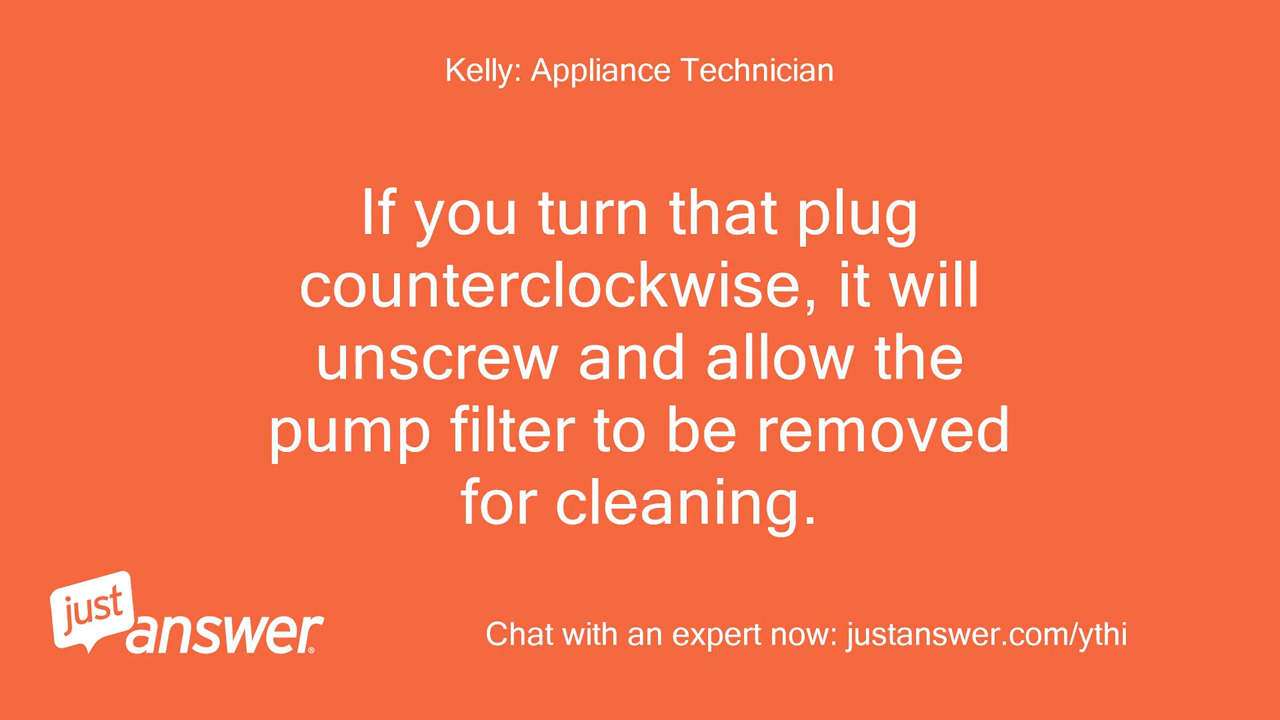 Kelly: Appliance Technician
If you turn that plug
counterclockwise, it will
unscrew and allow the
pump filter to be removed
for cleaning.
just
answer®
Chat with an expert now: justanswer.com/ythi